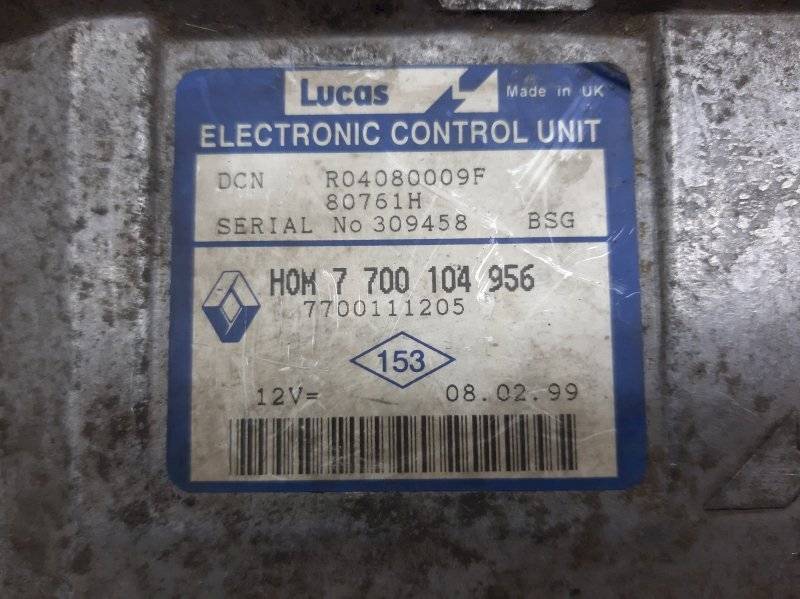 Lucas Made in UK
ELECTRONIC CONTROL UNIT
DCN R04080009F
80761H
SERIAL No 309458 BSG
HOM 7 700 104 956
7700111205
153
12V= 08.02.99